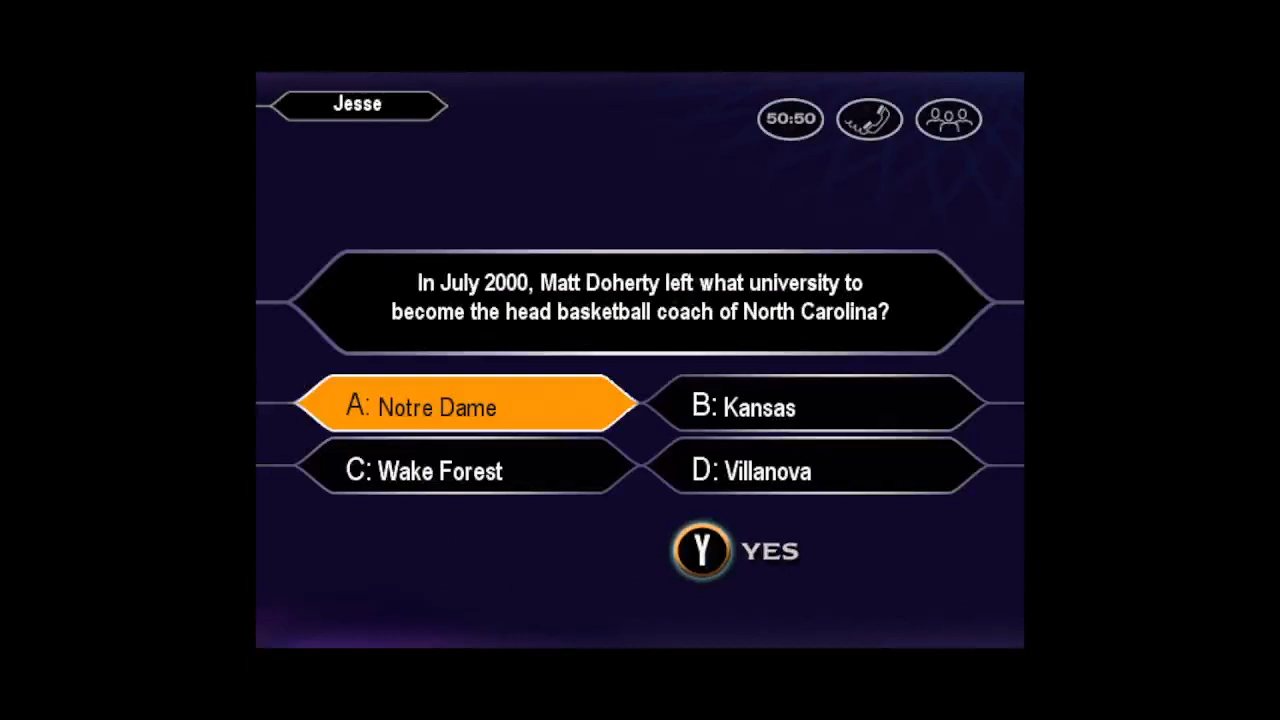 Jesse
50:50
In July 2000, Matt Doherty left what university to
become the head basketball coach of North Carolina?
A: Notre Dame
B: Kansas
C: Wake Forest
D: Villanova
Y YES